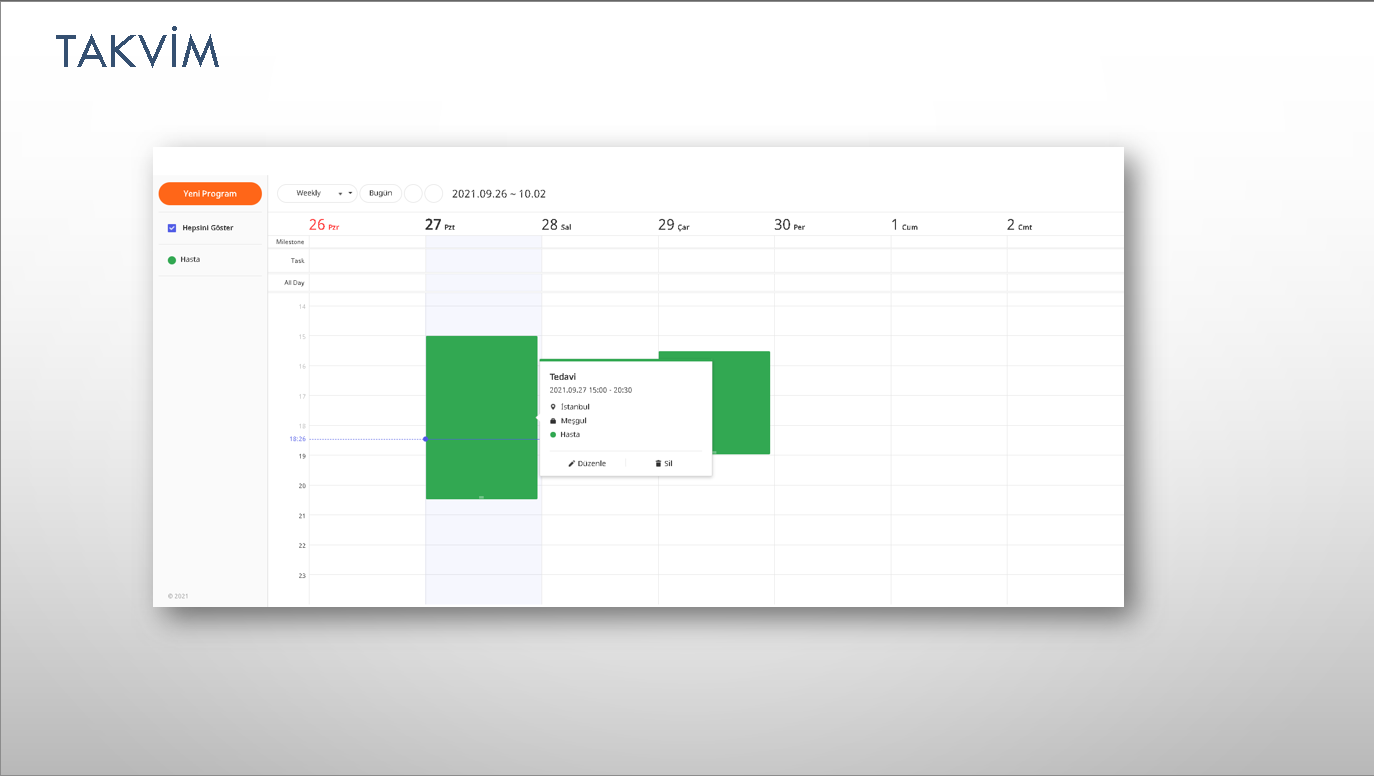 TAKVİM
Yeni Program
Weekly
Bugün
2021.09.26 ~ 10.02
Hepsini Göster
Hasta
26 Pzr
27 Pzt
28 Sal
29 Çar
30 Per
1 Cum
2 Cmt
Milestone
Task
All Day
14
15
16
17
18
18:26
19
20
21
22
23
Tedavi
2021.09.27 15:00 - 20:30
İstanbul
Meşgul
Hasta
Düzenle
Sil
© 2021